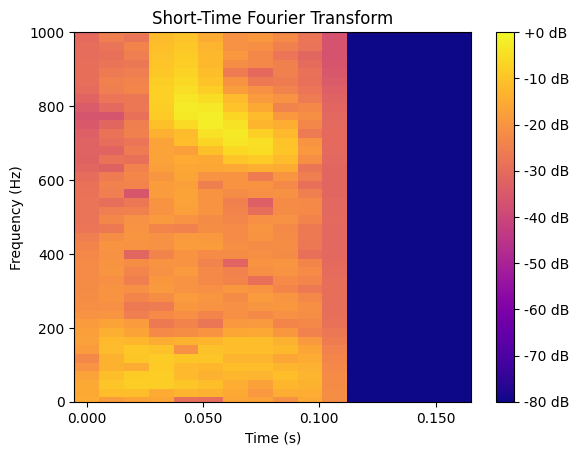 Short-Time Fourier Transform
Frequency (Hz)
1000
800
600
400
200
0
0.000
0.050
0.100
0.150
Time (s)
+0 dB
-10 dB
-20 dB
-30 dB
-40 dB
-50 dB
-60 dB
-70 dB
-80 dB